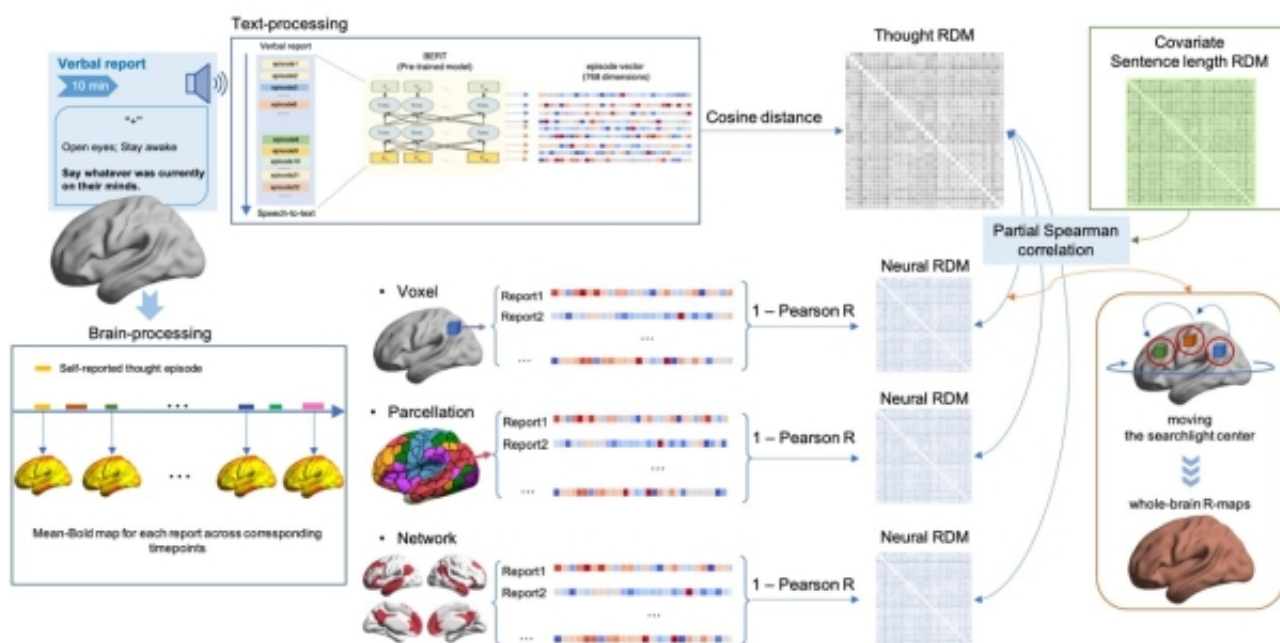 Text-processing
Verbal report
10 min
"+"
Open eyes; Stay awake
Say whatever was currently
on their minds.
Verbal report
episode1
episode2
episode3
Speech-to-text
BERT
(Pre trained model)
episode vector
(768 dimensions)
Cosine distance
Thought RDM
Covariate
Sentence length RDM
Partial Spearman
correlation
Brain-processing
Self-reported thought episode
...
...
Mean-Bold map for each report across corresponding
timepoints
• Voxel
Report1
Report2
...
...
1 – Pearson R
Neural RDM
• Parcellation
Report1
Report2
...
...
1 – Pearson R
Neural RDM
• Network
Report1
Report2
...
...
1 – Pearson R
Neural RDM
moving
the searchlight center
whole-brain R-maps